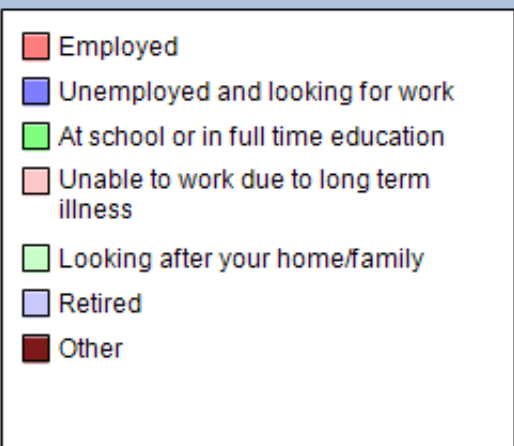 Employed
Unemployed and looking for work
At school or in full time education
Unable to work due to long term
illness
Looking after your home/family
Retired
Other